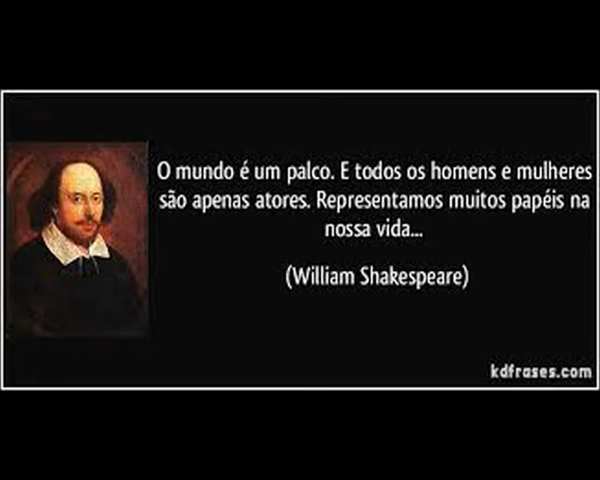 O mundo é um palco. E todos os homens e mulheres
são apenas atores. Representamos muitos papéis na
nossa vida...
(William Shakespeare)
kdfrases.com